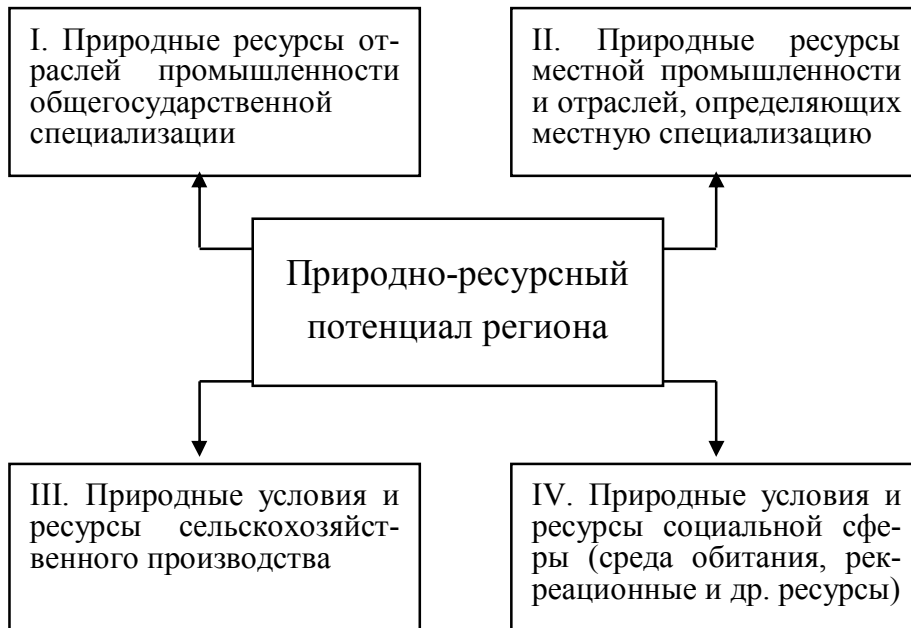 I. Природные ресурсы от-
раслей промышленности
общегосударственной
специализации
II. Природные ресурсы
местной промышленности
и отраслей, определяющих
местную специализацию
Природно-ресурсный
потенциал региона
III. Природные условия и
ресурсы сельскохозяйст-
венного производства
IV. Природные условия и
ресурсы социальной сфе-
ры (среда обитания, рек-
реационные и др. ресурсы)